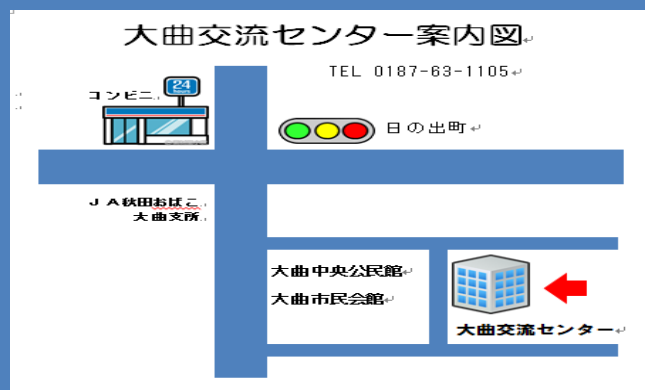 大曲交流センター案内図
TEL 0187-63-1105
24
コンビニ
日の出町
ＪＡ秋田おばこ
大曲支所
大曲中央公民館
大曲市民会館
大曲交流センター